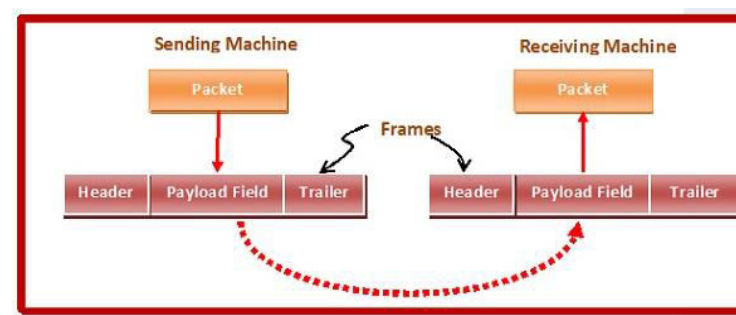 Sending Machine
Receiving Machine
Packet
Packet
Frames
Header Payload Field Trailer
Header Payload Field Trailer